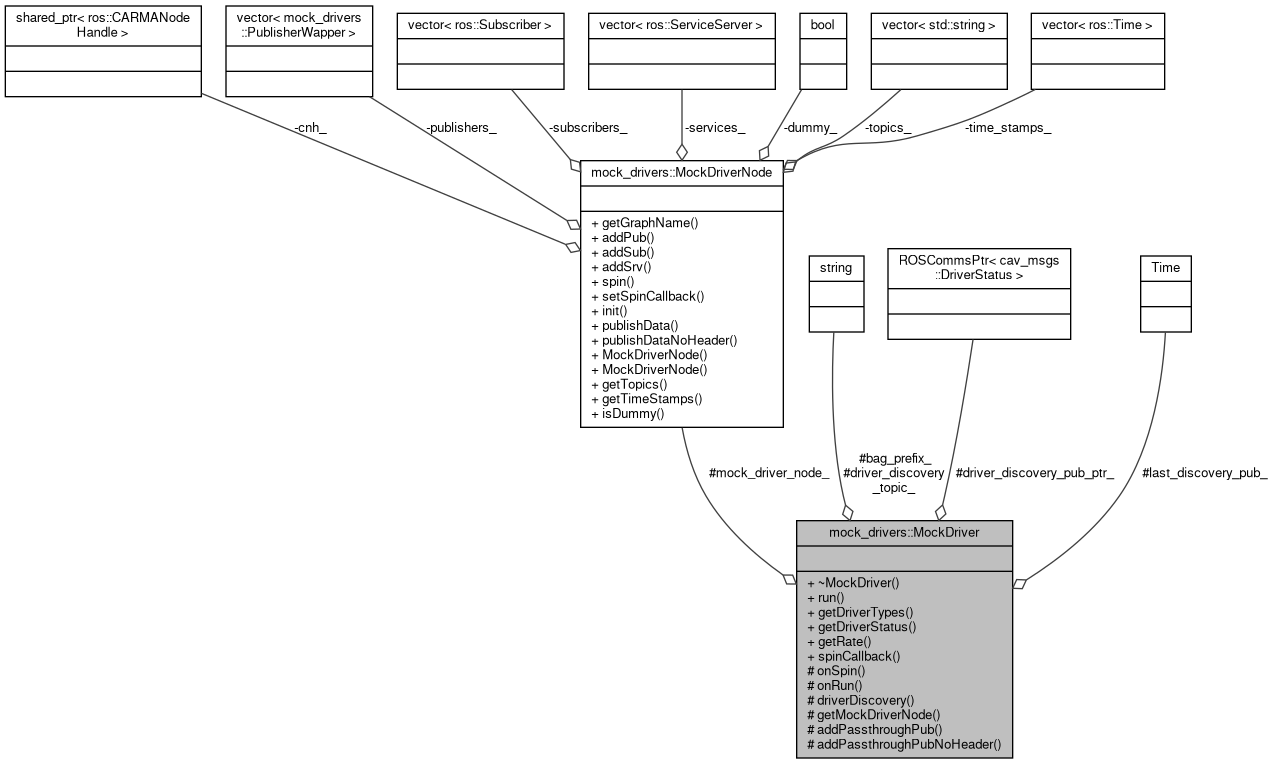 shared_ptr< ros::CARMANode
Handle >
vector< mock_drivers
::PublisherWapper >
vector< ros::Subscriber >
vector< ros::ServiceServer >
bool
vector< std::string >
vector< ros::Time >
-cnh_
-publishers_
-subscribers_
-services_
-dummy_
-topics_
-time_stamps_
mock_drivers::MockDriverNode
+ getGraphName()
+ addPub()
+ addSub()
+ addSrv()
+ spin()
+ setSpinCallback()
+ init()
+ publishData()
+ publishDataNoHeader()
+ MockDriverNode()
+ MockDriverNode()
+ getTopics()
+ getTimeStamps()
+ isDummy()
string
ROSCommsPtr< cav_msgs
::DriverStatus >
Time
#mock_driver_node_
#bag_prefix_
#driver_discovery
_topic_
#driver_discovery_pub_ptr_
#last_discovery_pub_
mock_drivers::MockDriver
+ ~MockDriver()
+ run()
+ getDriverTypes()
+ getDriverStatus()
+ getRate()
+ spinCallback()
# onSpin()
# onRun()
# driverDiscovery()
# getMockDriverNode()
# addPassthroughPub()
# addPassthroughPubNoHeader()